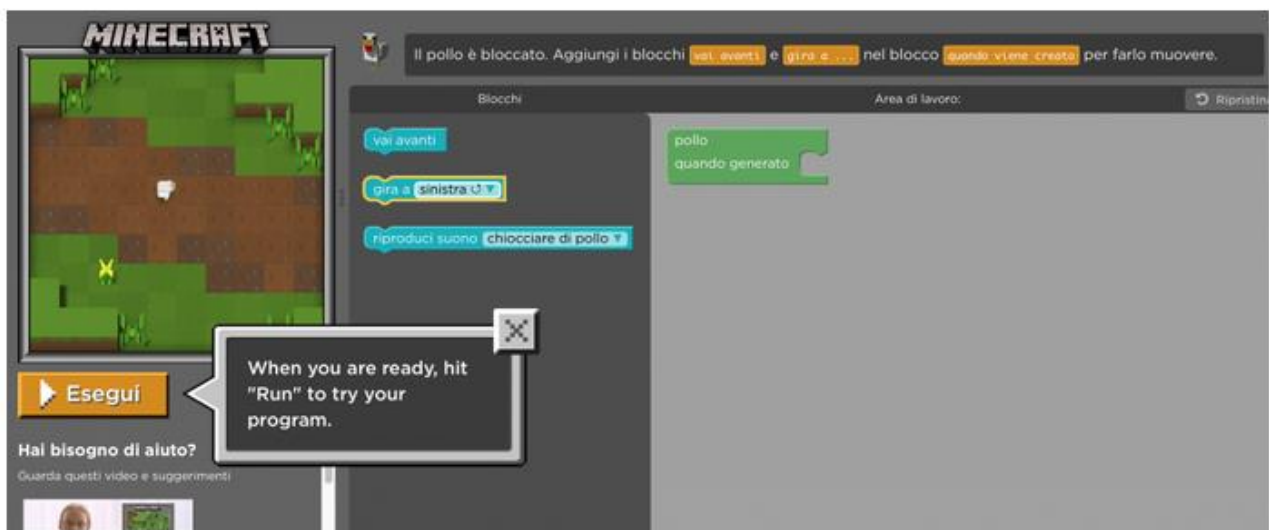 MINECRAFT
Il pollo è bloccato. Aggiungi i blocchi vai avanti e gira a ... nel blocco quando viene creato per farlo muovere.
Blocchi
Area di lavoro:
Ripristina
vai avanti
gira a sinistra
riproduci suono chiocciare di pollo
pollo
quando generato
When you are ready, hit
"Run" to try your
program.
Esegui
Hai bisogno di aiuto?
Guarda questi video e suggerimenti